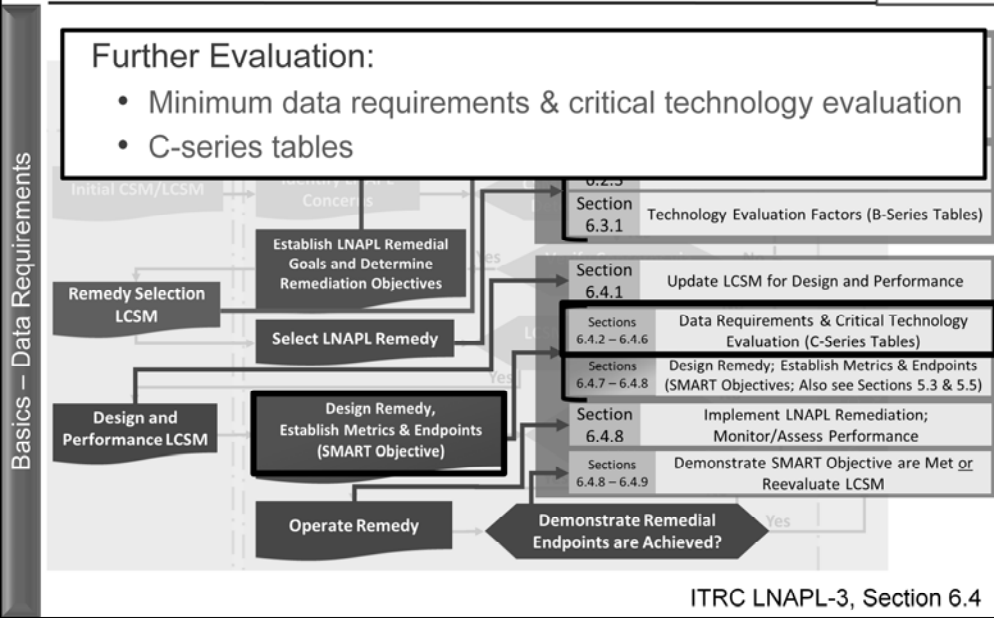 Basics – Data Requirements
Further Evaluation:
• Minimum data requirements & critical technology evaluation
• C-series tables
Initial CSM/LCSM
Concerns
Section
6.3.1
Technology Evaluation Factors (B-Series Tables)
Establish LNAPL Remedial
Goals and Determine
Remediation Objectives
Yes
Section
6.4.1
Update LCSM for Design and Performance
Remedy Selection
LCSM
Sections
6.4.2 – 6.4.6
Data Requirements & Critical Technology
Evaluation (C-Series Tables)
Select LNAPL Remedy
Yes
Sections
6.4.7 – 6.4.8
Design Remedy; Establish Metrics & Endpoints
(SMART Objectives; Also see Sections 5.3 & 5.5)
Design and
Performance LCSM
Design Remedy,
Establish Metrics & Endpoints
(SMART Objective)
Section
6.4.8
Implement LNAPL Remediation;
Monitor/Assess Performance
Sections
6.4.8 – 6.4.9
Demonstrate SMART Objective are Met or
Reevaluate LCSM
Operate Remedy
Demonstrate Remedial
Endpoints are Achieved?
Yes
ITRC LNAPL-3, Section 6.4